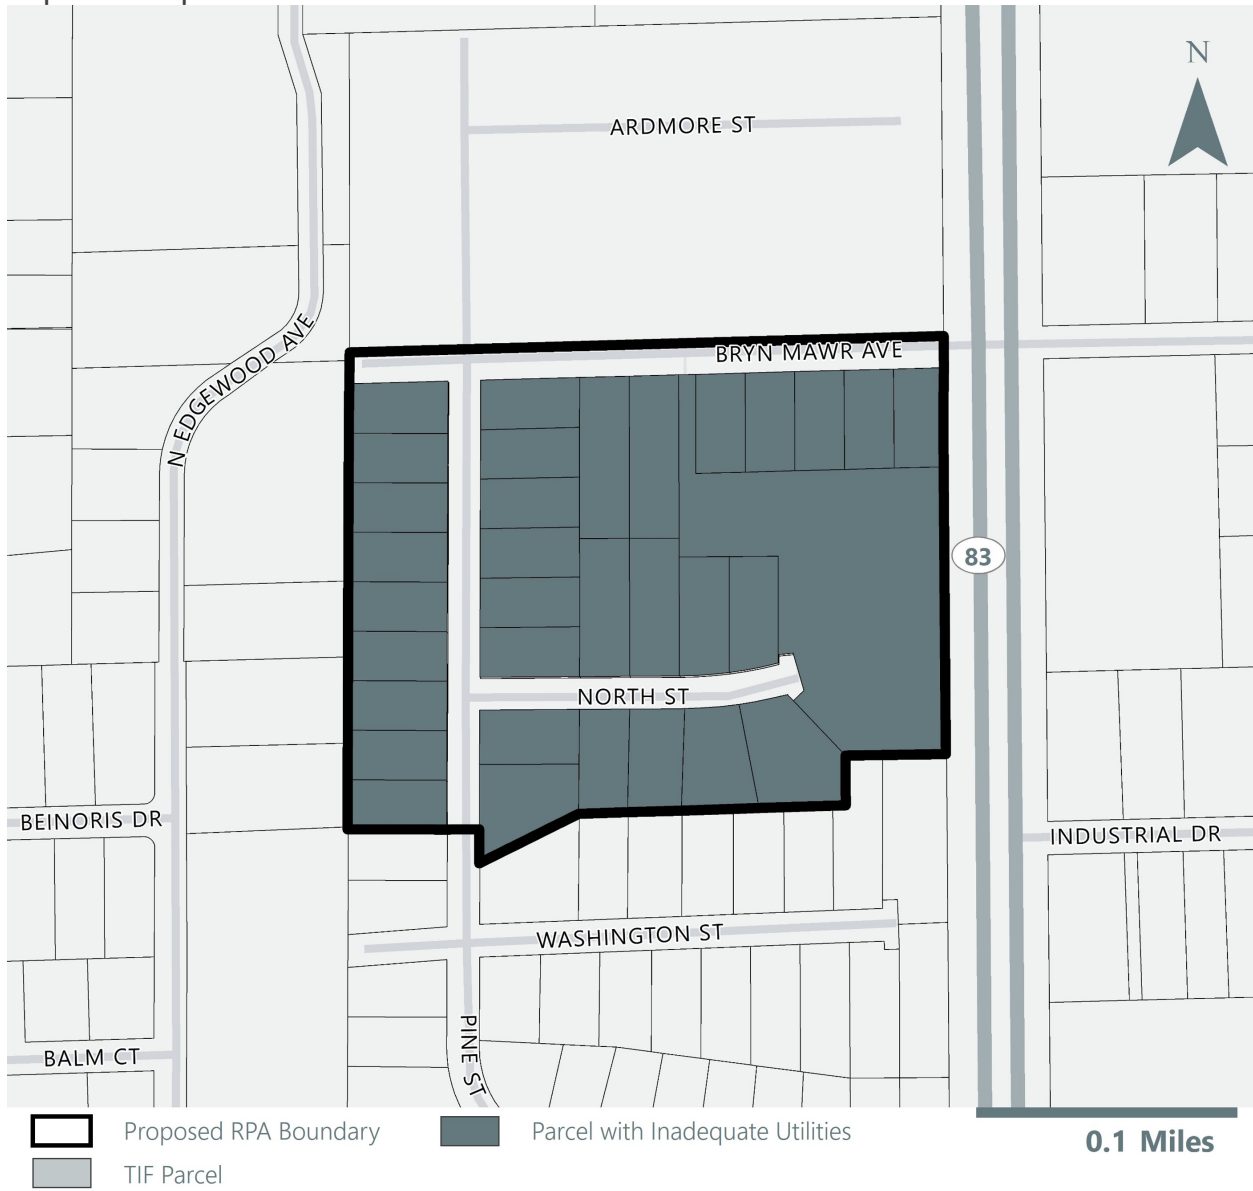 N
ARDMORE ST
BRYN MAWR AVE
N EDGEWOOD AVE
83
NORTH ST
BEINORIS DR
INDUSTRIAL DR
WASHINGTON ST
PINE ST
BALM CT
Proposed RPA Boundary
Parcel with Inadequate Utilities
0.1 Miles
TIF Parcel